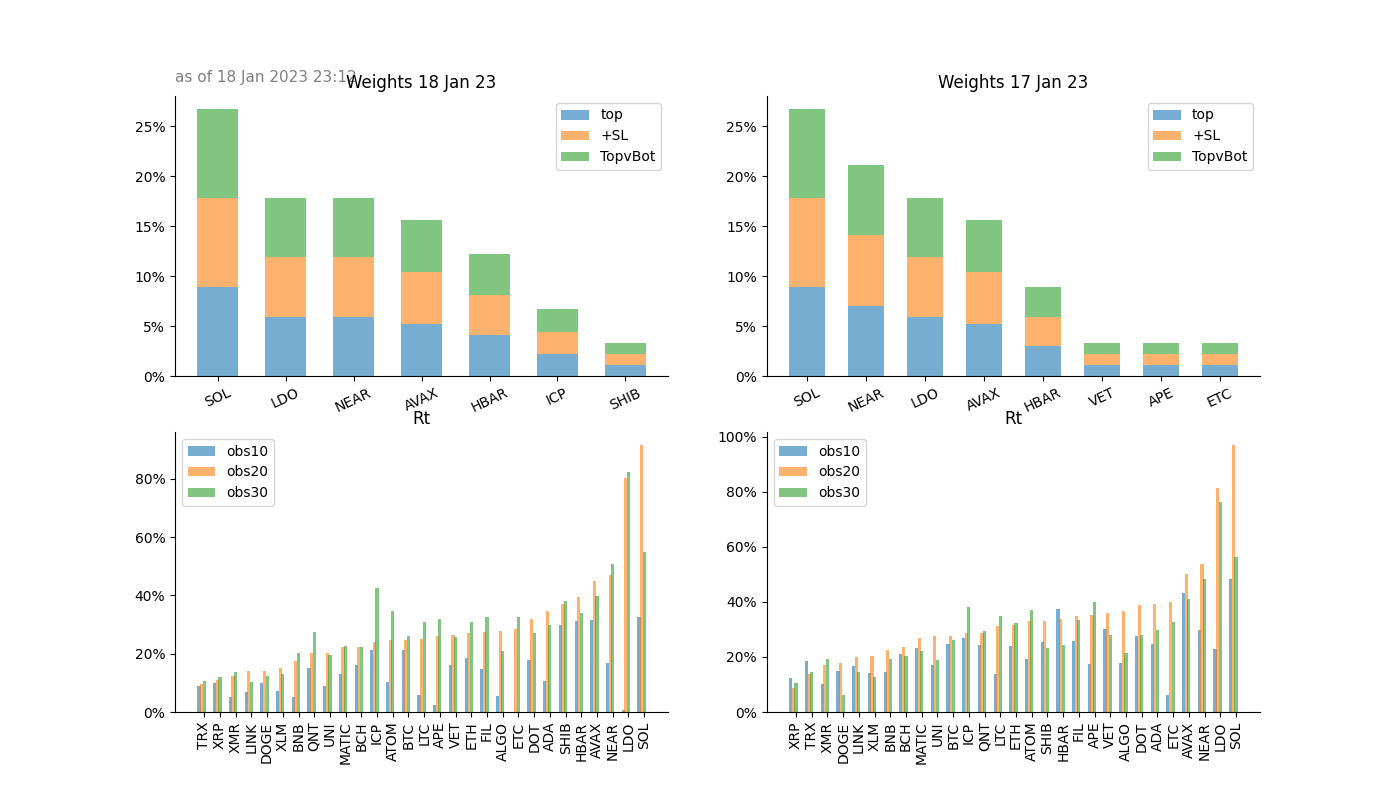 as of 18 Jan 2023 23:12
Weights 18 Jan 23
25%
20%
15%
10%
5%
0%
top
+SL
TopvBot
SOL LDO NEAR AVAX HBAR ICP SHIB
Weights 17 Jan 23
25%
20%
15%
10%
5%
0%
top
+SL
TopvBot
SOL NEAR LDO AVAX HBAR VET APE ETC
Rt
80%
60%
40%
20%
0%
obs10
obs20
obs30
TRX XRP XMR LINK DOGE XLM BNB QNT UNI MATIC BCH ICP ATOM BTC LTC APE VET ETH FIL ALGO ETC DOT ADA SHIB HBAR AVAX NEAR LDO SOL
Rt
100%
80%
60%
40%
20%
0%
obs10
obs20
obs30
XRP TRX XMR DOGE LINK XLM BNB BCH MATIC UNI BTC ICP QNT LTC ETH ATOM SHIB HBAR FIL APE VET ALGO DOT ADA ETC AVAX NEAR LDO SOL